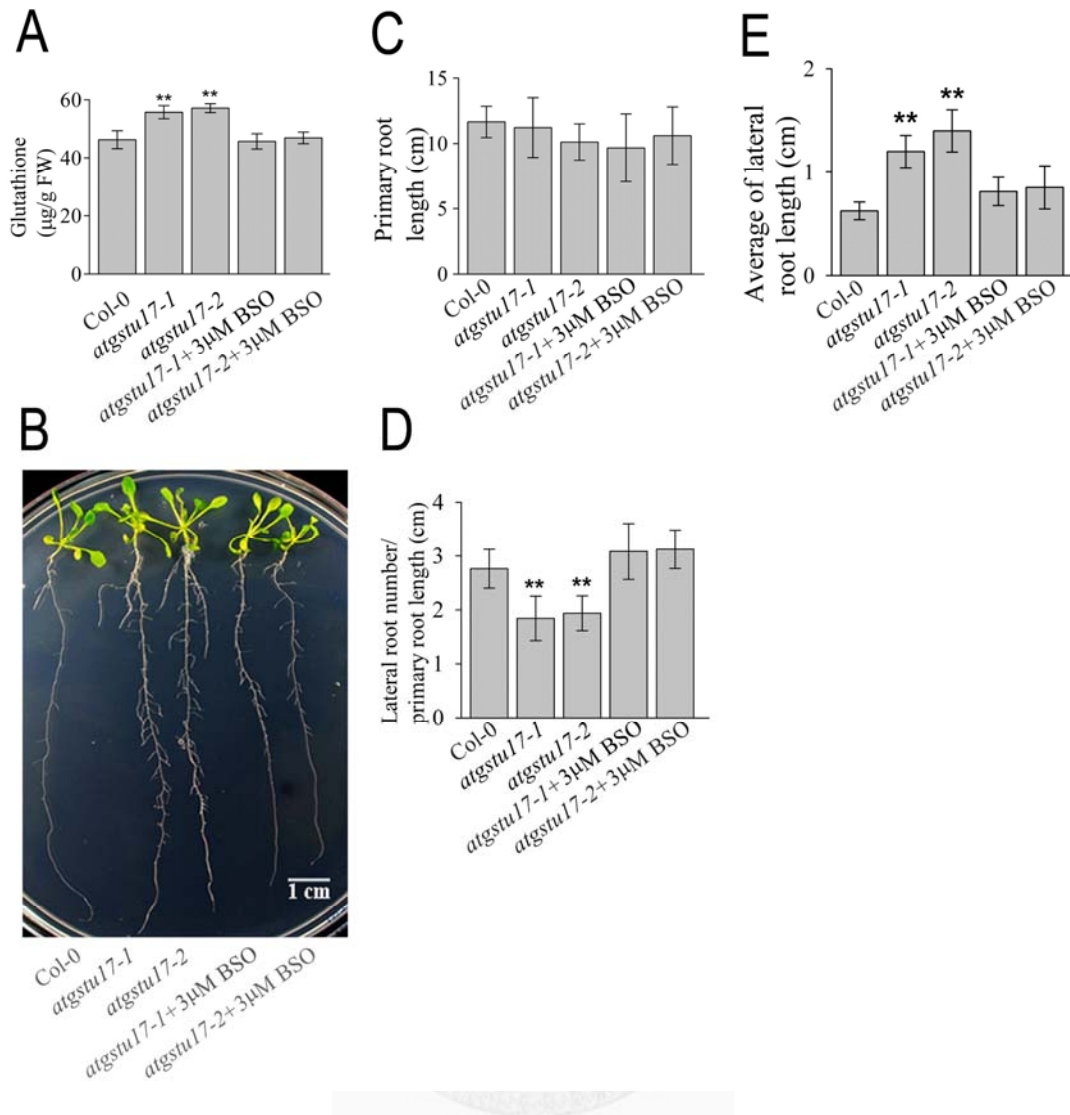 A
Glutathione
(µg/g FW)
60
40
20
0
**
**
Col-0
atgstu17-1
atgstu17-2
atgstu17-1+3µM BSO
atgstu17-2+3µM BSO
B
1 cm
Col-0
atgstu17-1
atgstu17-2
atgstu17-1+3µM BSO
atgstu17-2+3µM BSO
C
Primary root
length (cm)
15
10
5
0
Col-0
atgstu17-1
atgstu17-2
atgstu17-1+3µM BSO
atgstu17-2+3µM BSO
D
Lateral root number/
primary root length (cm)
4
3
2
1
0
**
**
Col-0
atgstu17-1
atgstu17-2
atgstu17-1+3µM BSO
atgstu17-2+3µM BSO
E
Average of lateral
root length (cm)
2
1
0
**
**
Col-0
atgstu17-1
atgstu17-2
atgstu17-1+3µM BSO
atgstu17-2+3µM BSO